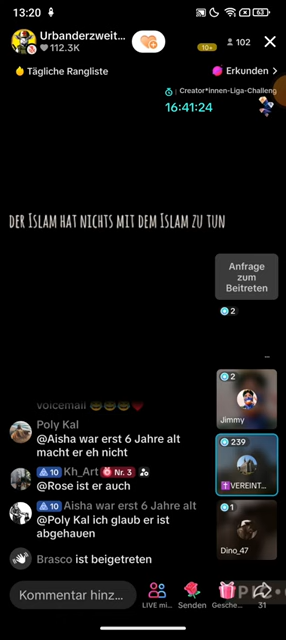 13:20
63
Urbanderzweit...
112.3K
10+
102
Tägliche Rangliste
Erkunden >
Creator*innen-Liga-Challeng
16:41:24
DER ISLAM HAT NICHTS MIT DEM ISLAM ZU TUN
Anfrage
zum
Beitreten
2
2
Jimmy
voicemail 😄😄😄❤️
Poly Kal
@Aisha war erst 6 Jahre alt
macht er eh nicht
239
VEREINT...
10 Kh_Art Nr. 3
@Rose ist er auch
10 Aisha war erst 6 Jahre alt
@Poly Kal ich glaub er ist
abgehauen
1
Dino_47
Brasco ist beigetreten
Kommentar hinz...
LIVE mi...
Senden
Gesche...
31